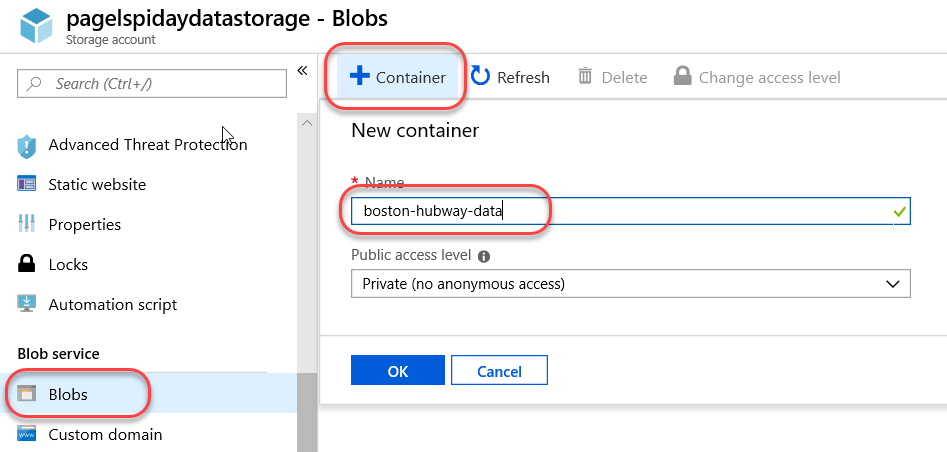 pagelspidaydatastorage - Blobs
Storage account
Search (Ctrl+/)
Advanced Threat Protection
Static website
Properties
Locks
Automation script
Blob service
Blobs
Custom domain
Container
Refresh
Delete
Change access level
New container
* Name
boston-hubway-data
Public access level
Private (no anonymous access)
OK
Cancel